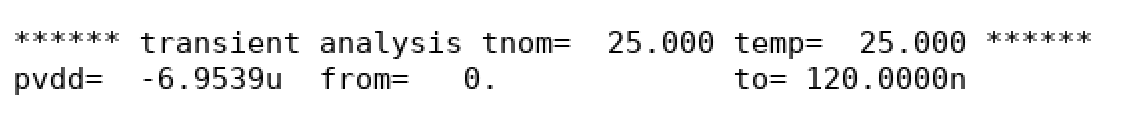 ****** transient analysis tnom=  25.000 temp=  25.000 ******
pvdd=  -6.9539u  from=   0.             to= 120.0000n